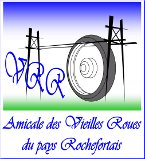 VRR
Amicale des Vieilles Roues
du pays Rochefortais